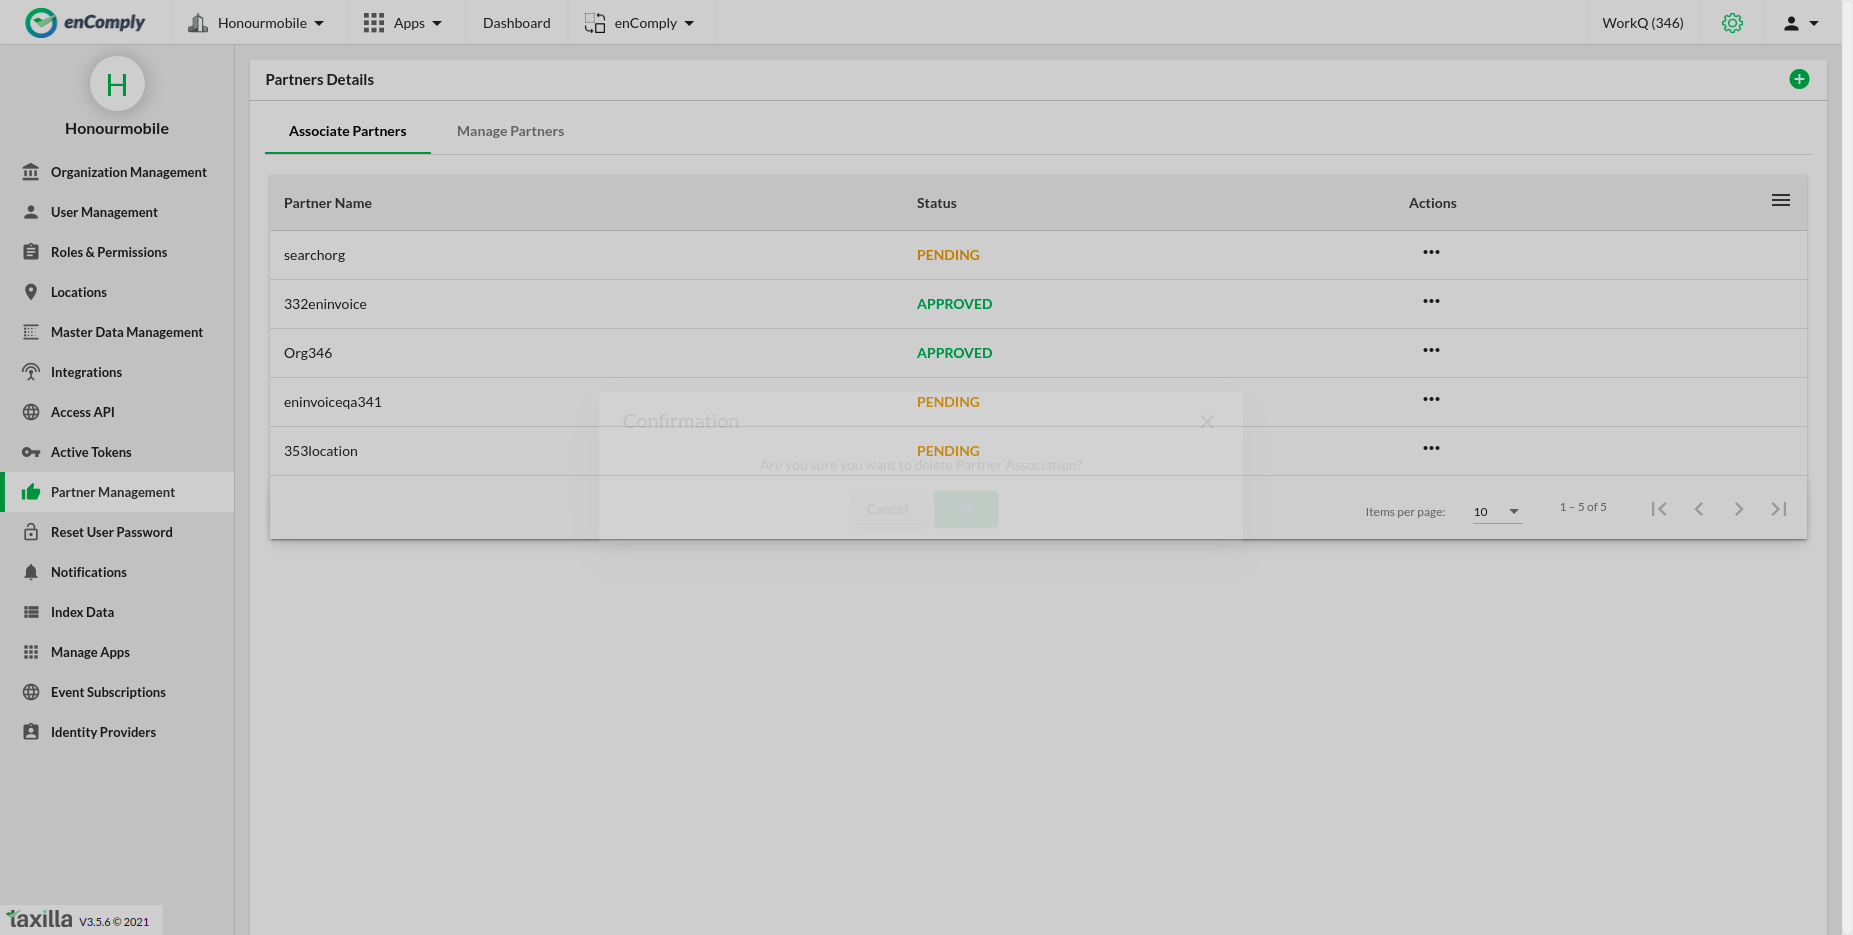 enComply
Honourmobile
Apps
Dashboard
enComply
WorkQ (346)
H
Honourmobile
Organization Management
User Management
Roles & Permissions
Locations
Master Data Management
Integrations
Access API
Active Tokens
Partner Management
Reset User Password
Notifications
Index Data
Manage Apps
Event Subscriptions
Identity Providers
taxilla V3.5.6 © 2021
Partners Details
Associate Partners
Manage Partners
Partner Name Status Actions
searchorg PENDING
332eninvoice APPROVED
Org346 APPROVED
eninvoiceqa341 PENDING
353location PENDING
Items per page: 10 1 – 5 of 5
Confirmation
Are you sure you want to delete Partner Association?
Cancel